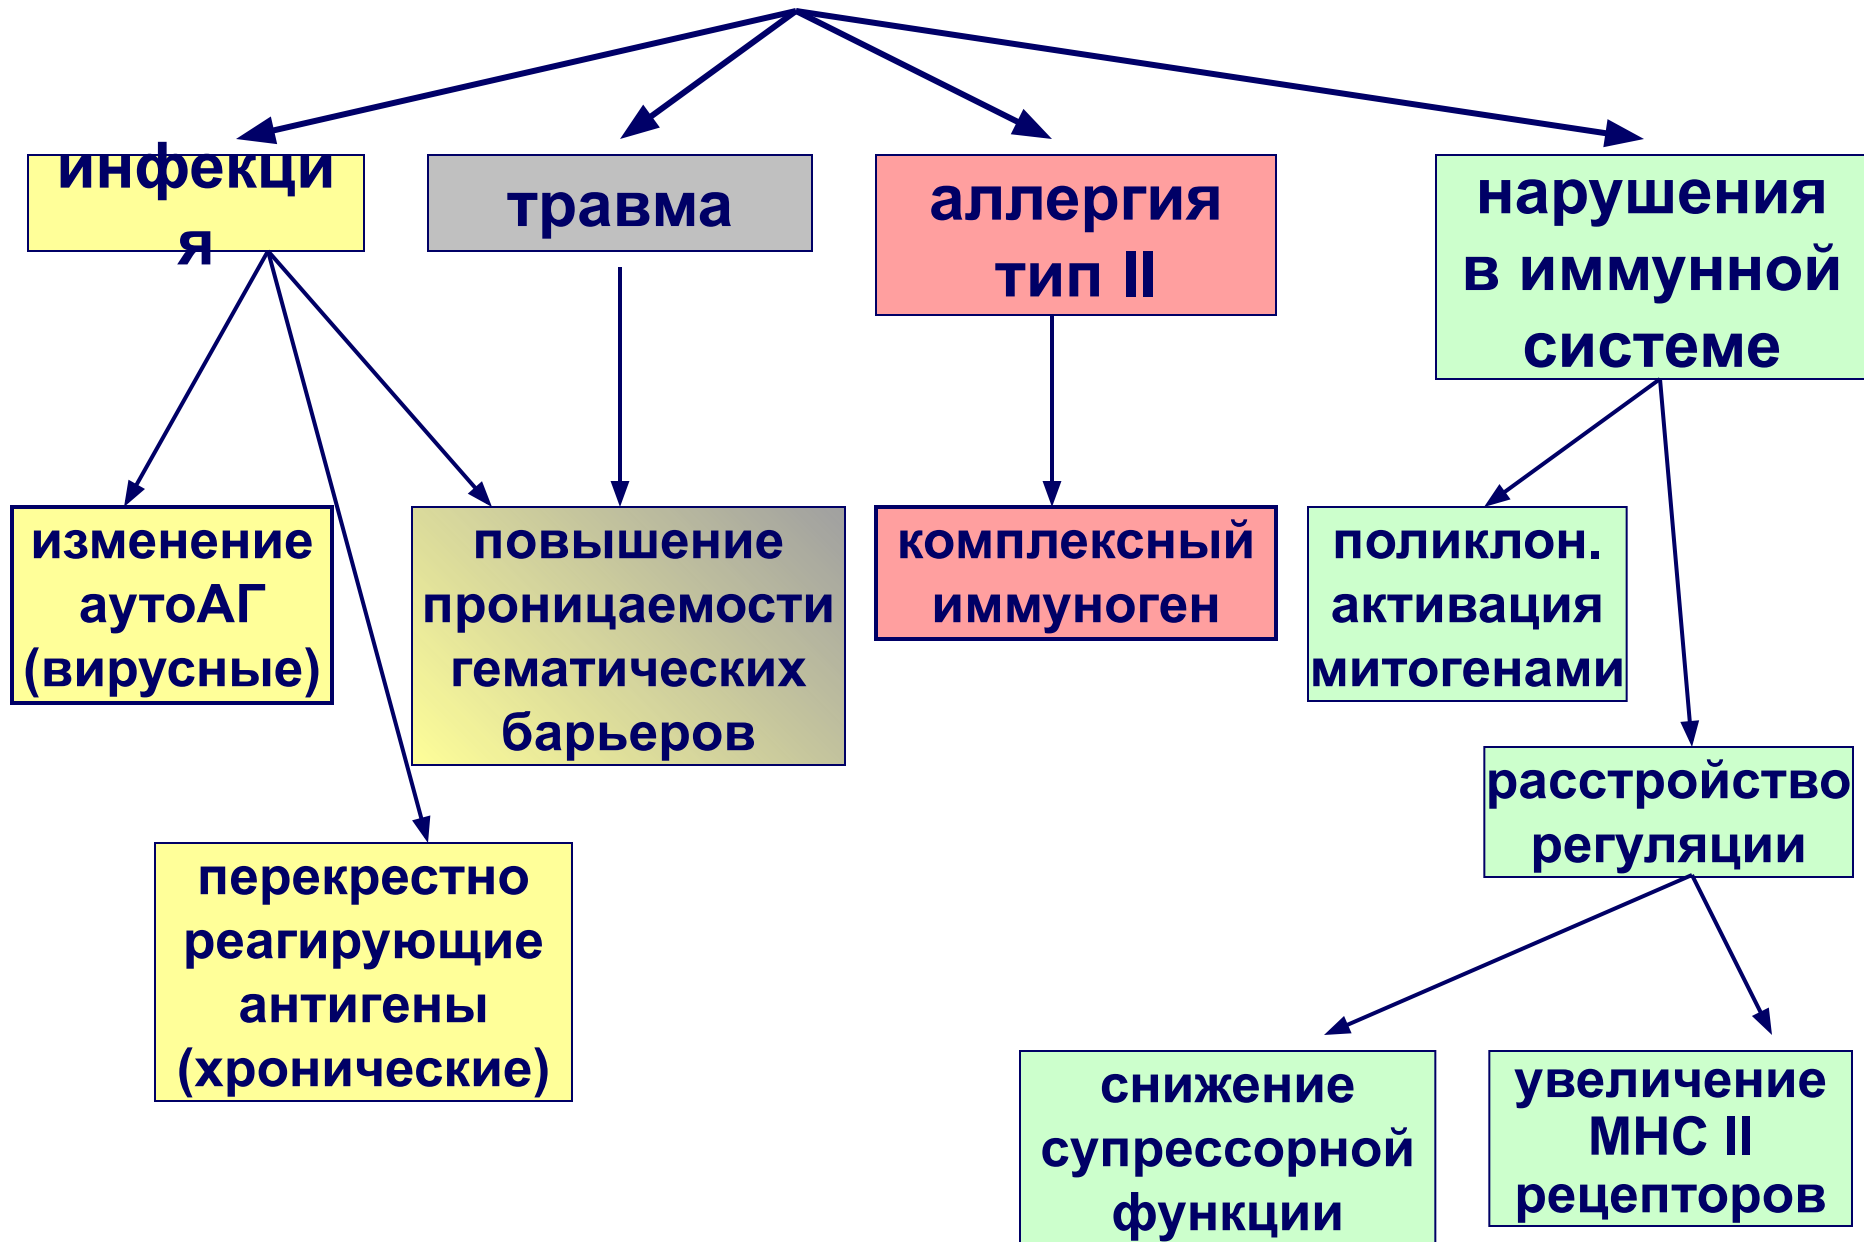 инфекци
я
травма
аллергия
тип II
нарушения
в иммунной
системе
изменение
аутоАГ
(вирусные)
повышение
проницаемости
гематических
барьеров
комплексный
иммуноген
поликлон.
активация
митогенами
расстройство
регуляции
перекрестно
реагирующие
антигены
(хронические)
снижение
супрессорной
функции
увеличение
МНС II
рецепторов